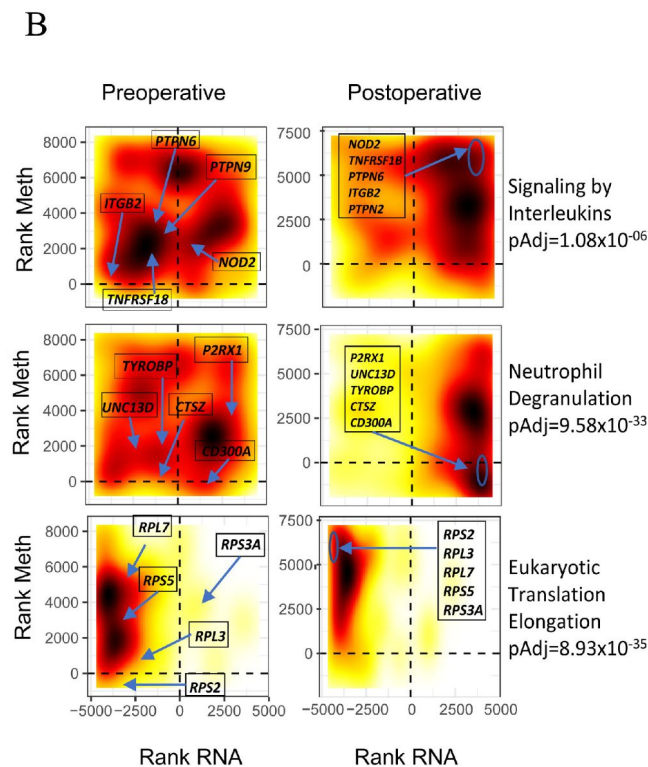 B
Preoperative
Postoperative
Rank Meth
8000
6000
4000
2000
0
PTPN6
PTPN9
ITGB2
NOD2
TNFRSF18
7500
5000
2500
0
NOD2
TNFRSF1B
PTPN6
ITGB2
PTPN2
Signaling by
Interleukins
pAdj=1.08x10-06
Rank Meth
8000
6000
4000
2000
0
P2RX1
TYROBP
UNC13D
CTSZ
CD300A
7500
5000
2500
0
P2RX1
UNC13D
TYROBP
CTSZ
CD300A
Neutrophil
Degranulation
pAdj=9.58x10-33
Rank Meth
8000
6000
4000
2000
0
RPL7
RPS3A
RPS5
RPL3
RPS2
-5000 -2500 0 2500 5000
7500
5000
2500
0
RPS2
RPL3
RPL7
RPS5
RPS3A
-5000 -2500 0 2500 5000
Eukaryotic
Translation
Elongation
pAdj=8.93x10-35
Rank RNA
Rank RNA